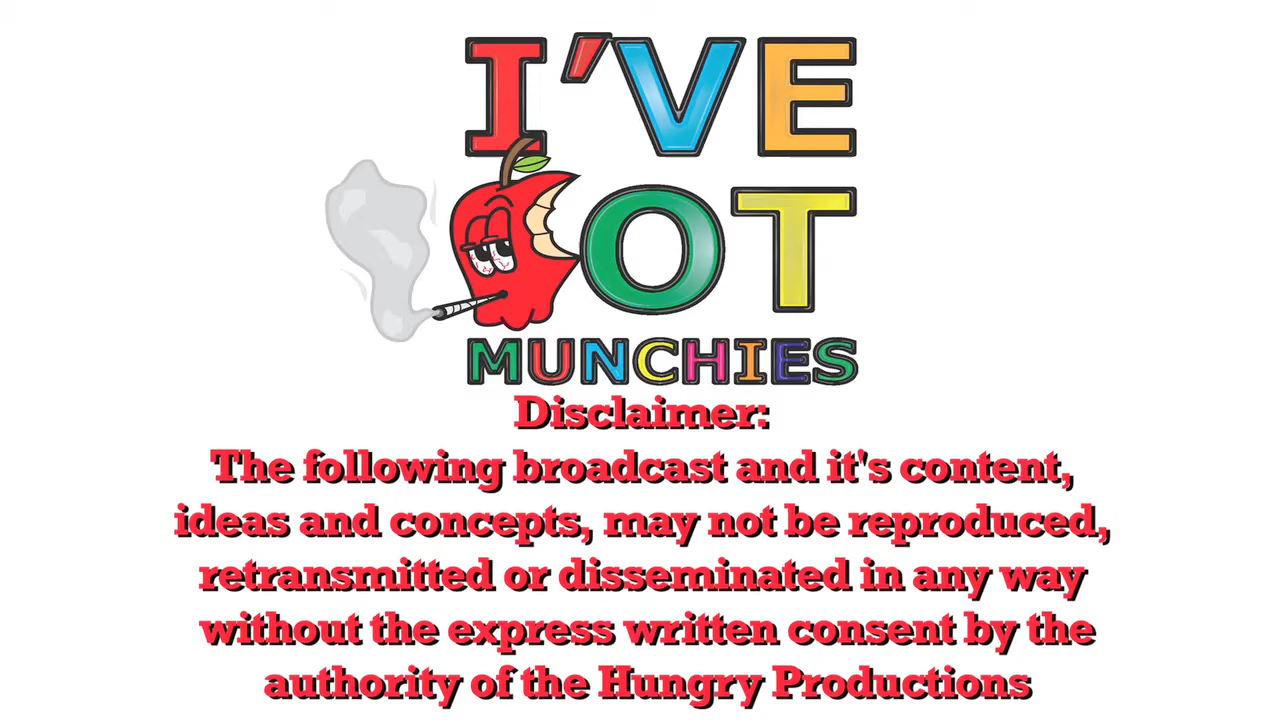 I'VE
OT
MUNCHIES
Disclaimer:
The following broadcast and it's content,
ideas and concepts, may not be reproduced,
retransmitted or disseminated in any way
without the express written consent by the
authority of the Hungry Productions